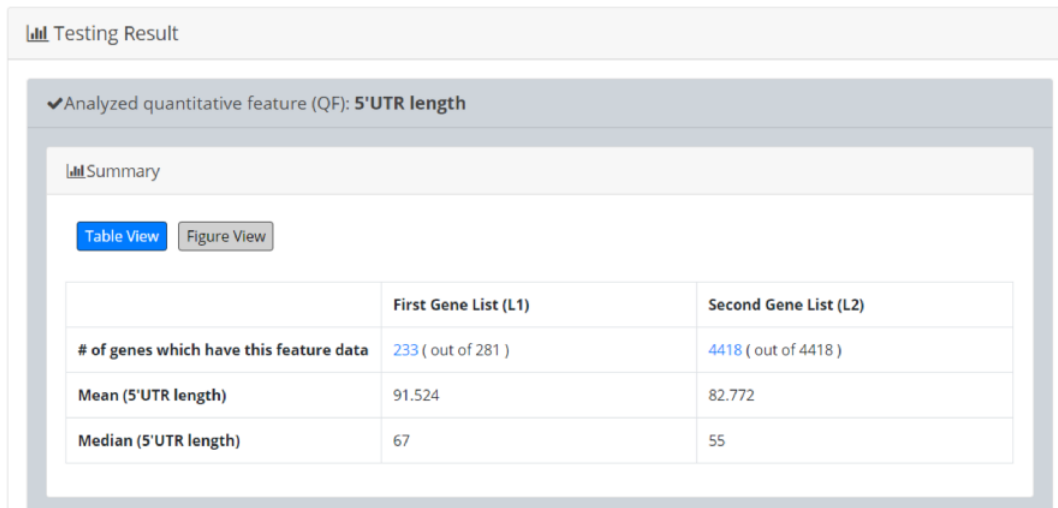 Testing Result
Analyzed quantitative feature (QF): 5'UTR length
Summary
Table View Figure View
First Gene List (L1) Second Gene List (L2)
# of genes which have this feature data 233 ( out of 281 ) 4418 ( out of 4418 )
Mean (5'UTR length) 91.524 82.772
Median (5'UTR length) 67 55